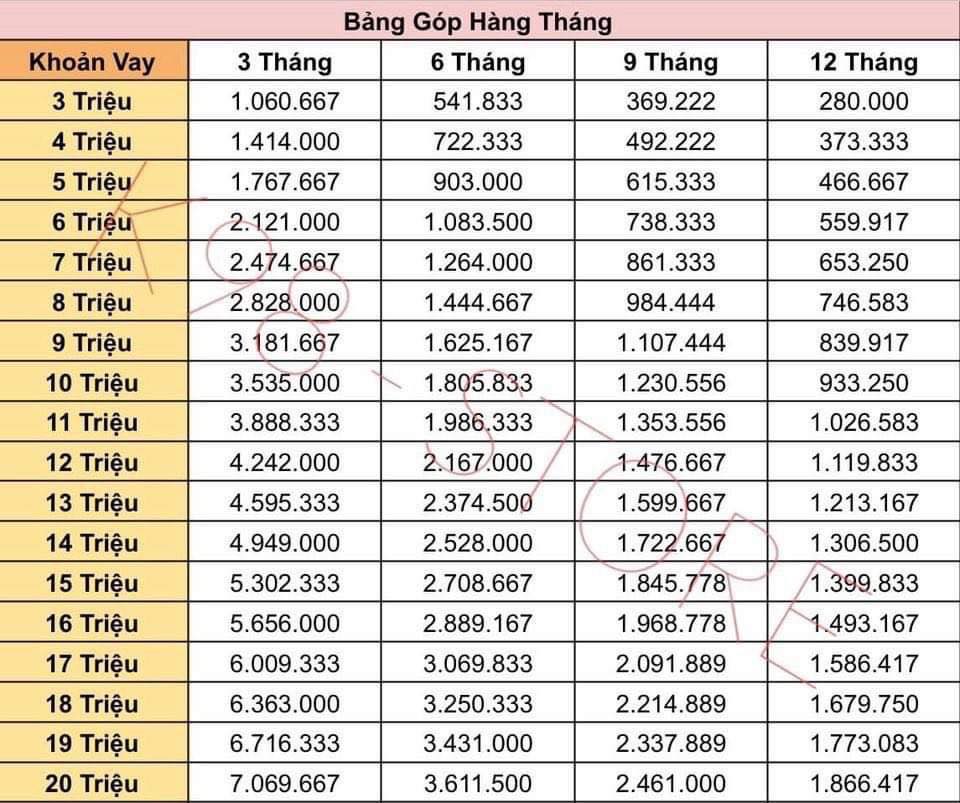 Bảng Góp Hàng Tháng
Khoản Vay 3 Tháng 6 Tháng 9 Tháng 12 Tháng
3 Triệu 1.060.667 541.833 369.222 280.000
4 Triệu 1.414.000 722.333 492.222 373.333
5 Triệu 1.767.667 903.000 615.333 466.667
6 Triệu 2.121.000 1.083.500 738.333 559.917
7 Triệu 2.474.667 1.264.000 861.333 653.250
8 Triệu 2.828.000 1.444.667 984.444 746.583
9 Triệu 3.181.667 1.625.167 1.107.444 839.917
10 Triệu 3.535.000 1.805.833 1.230.556 933.250
11 Triệu 3.888.333 1.986.333 1.353.556 1.026.583
12 Triệu 4.242.000 2.167.000 1.476.667 1.119.833
13 Triệu 4.595.333 2.374.500 1.599.667 1.213.167
14 Triệu 4.949.000 2.528.000 1.722.667 1.306.500
15 Triệu 5.302.333 2.708.667 1.845.778 1.399.833
16 Triệu 5.656.000 2.889.167 1.968.778 1.493.167
17 Triệu 6.009.333 3.069.833 2.091.889 1.586.417
18 Triệu 6.363.000 3.250.333 2.214.889 1.679.750
19 Triệu 6.716.333 3.431.000 2.337.889 1.773.083
20 Triệu 7.069.667 3.611.500 2.461.000 1.866.417
K98 - STORE